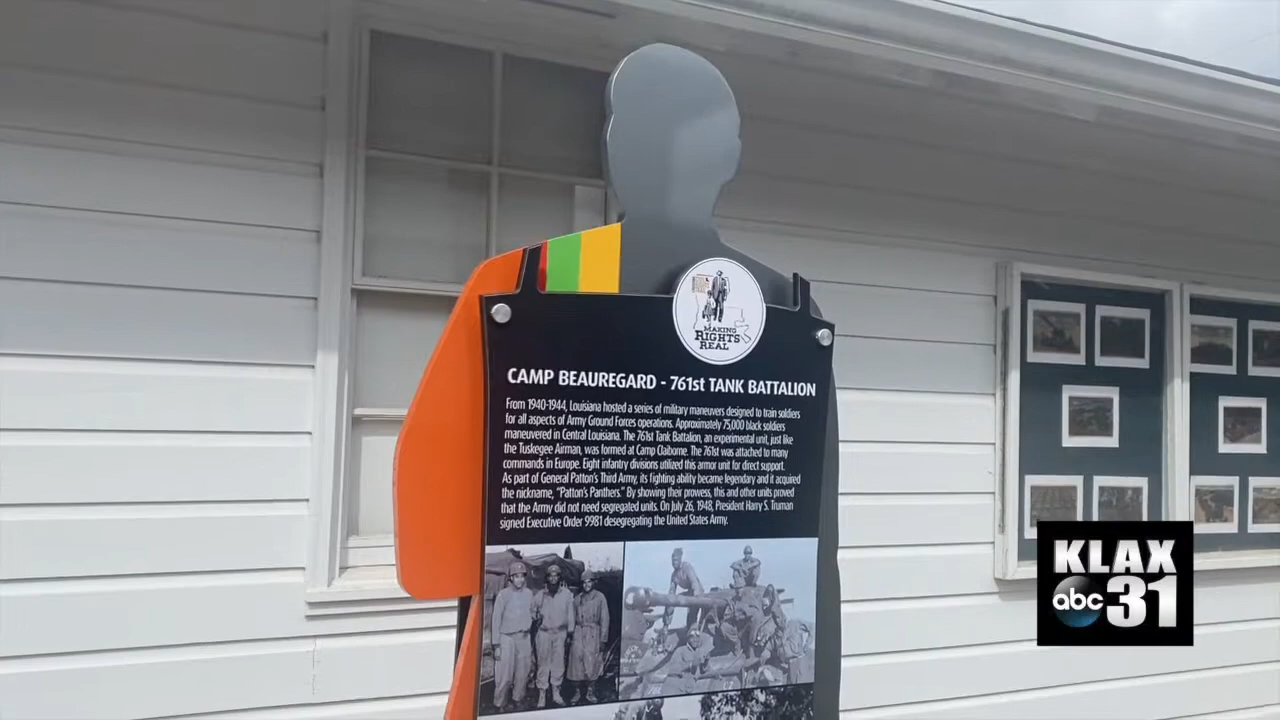 MAKING
RIGHTS
REAL
CAMP BEAUREGARD - 761st TANK BATTALION
From 1940-1944, Louisiana hosted a series of military maneuvers designed to train soldiers
for all aspects of Army Ground Forces operations. Approximately 75,000 black soldiers
maneuvered in Central Louisiana. The 761st Tank Battalion, an experimental unit, just like
the Tuskegee Airman, was formed at Camp Claiborne. The 761st was attached to many
commands in Europe. Eight infantry divisions utilized this armor unit for direct support.
As part of General Patton's Third Army, its fighting ability became legendary and it acquired
the nickname, "Patton's Panthers." By showing their prowess, this and other units proved
that the Army did not need segregated units. On July 26, 1948, President Harry S. Truman
signed Executive Order 9981 desegregating the United States Army.
KLAX
abc 31